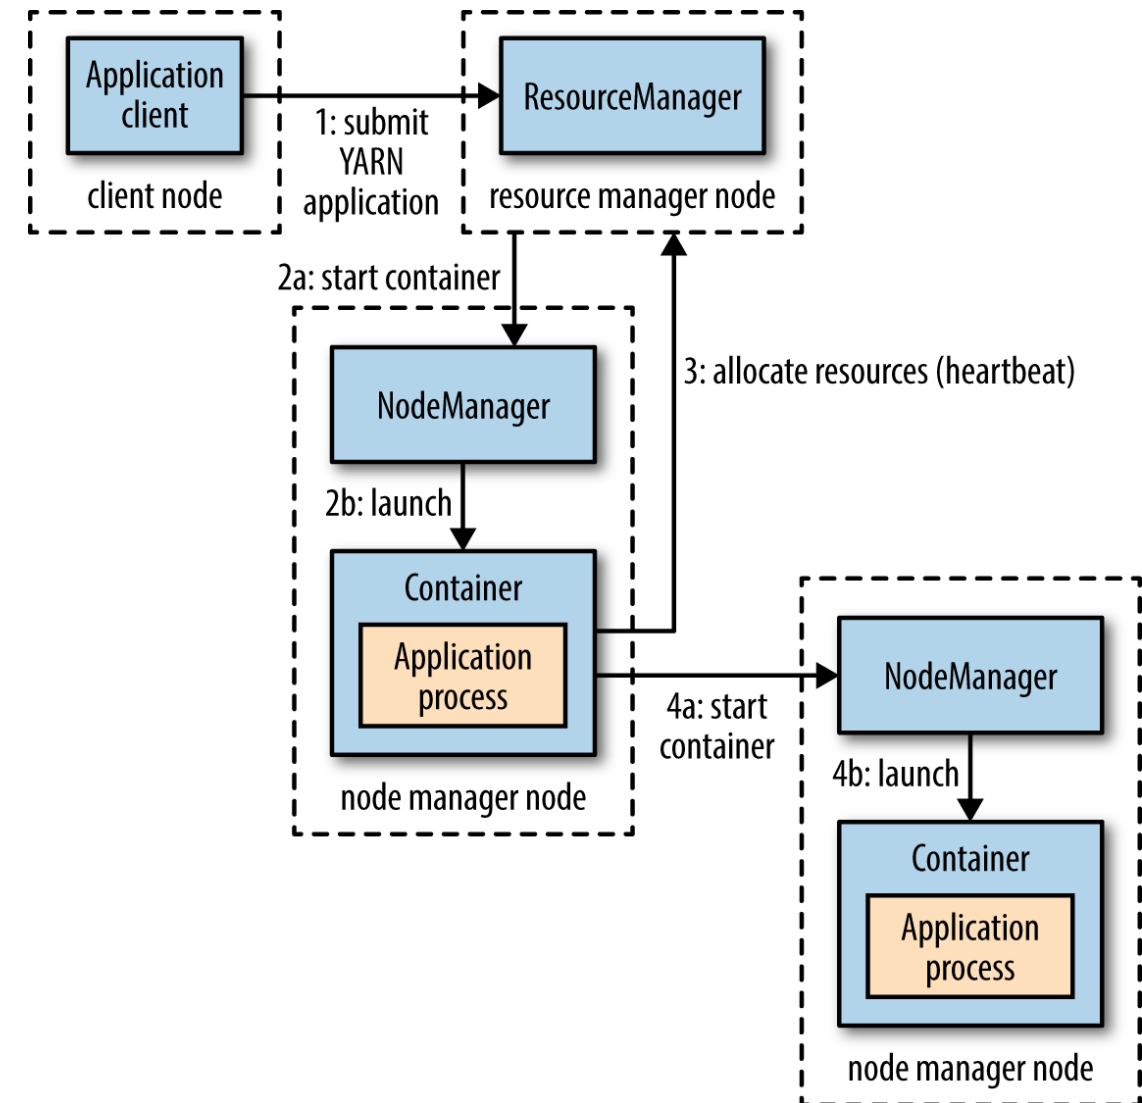 Application
client
client node
1: submit
YARN
application
ResourceManager
resource manager node
2a: start container
NodeManager
2b: launch
Container
Application
process
node manager node
3: allocate resources (heartbeat)
4a: start
container
NodeManager
4b: launch
Container
Application
process
node manager node